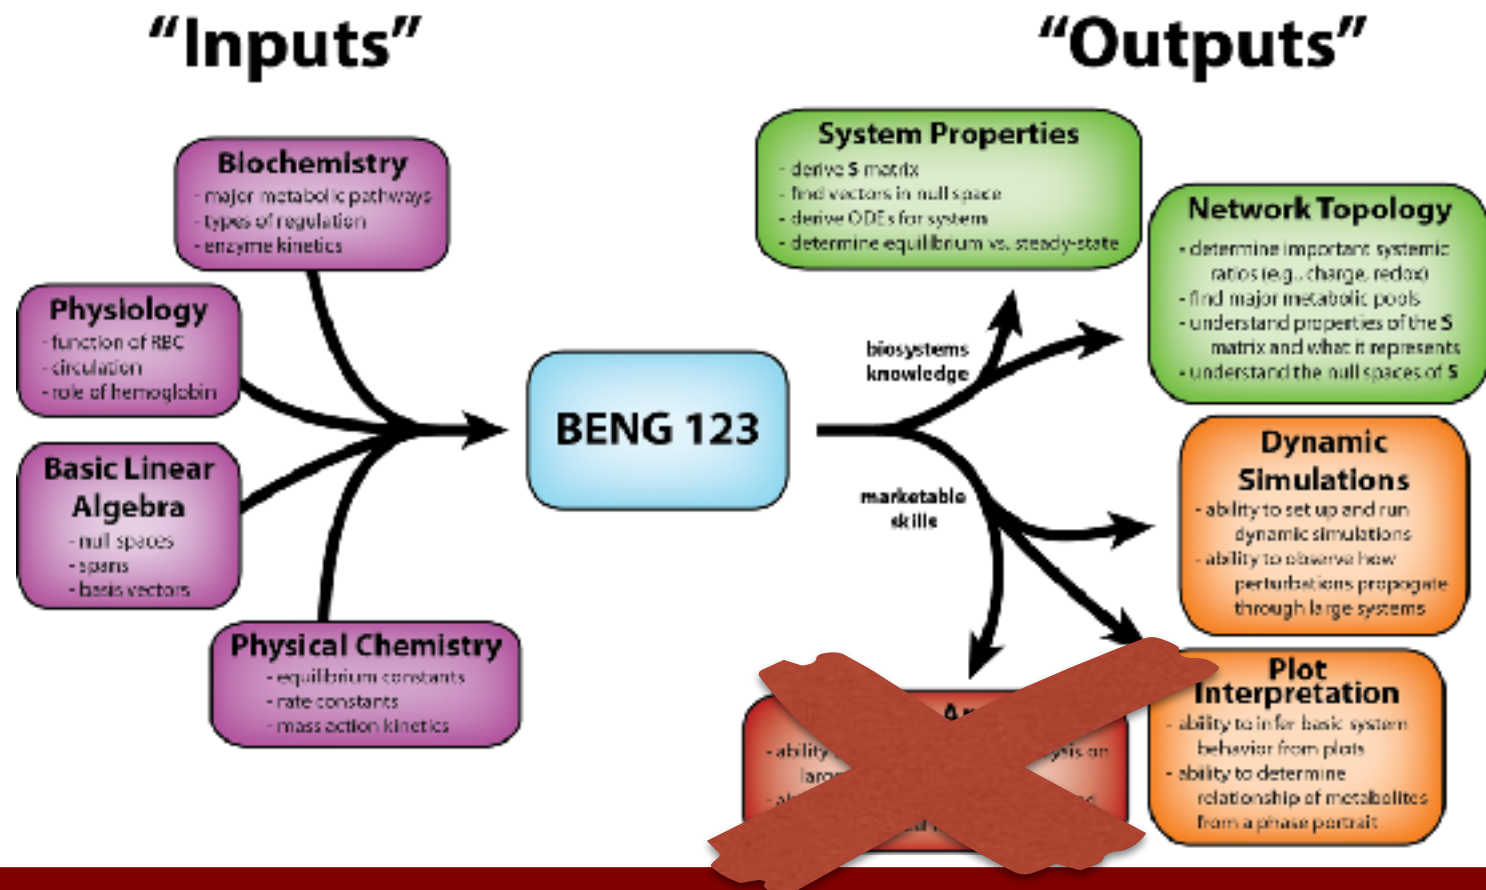 “Inputs”
“Outputs”
Biochemistry
- major metabolic pathways
- types of regulation
- enzyme kinetics
Physiology
- function of RBC
- circulation
- role of hemoglobin
Basic Linear
Algebra
- null spaces
- spans
- basis vectors
Physical Chemistry
- equilibrium constants
- rate constants
- mass action kinetics
BENG 123
biosystems
knowledge
marketable
skills
System Properties
- derive S matrix
- find vectors in null space
- derive ODEs for system
- determine equilibrium vs. steady-state
Network Topology
- determine important systemic
ratios (e.g., charge, redox)
- find major metabolic pools
- understand properties of the S
matrix and what it represents
- understand the null spaces of S
Dynamic
Simulations
- ability to set up and run
dynamic simulations
- ability to observe how
perturbations propogate
through large systems
Plot
Interpretation
- ability to infer basic system
behavior from plots
- ability to determine
relationship of metabolites
from a phase portrait
- ability
on